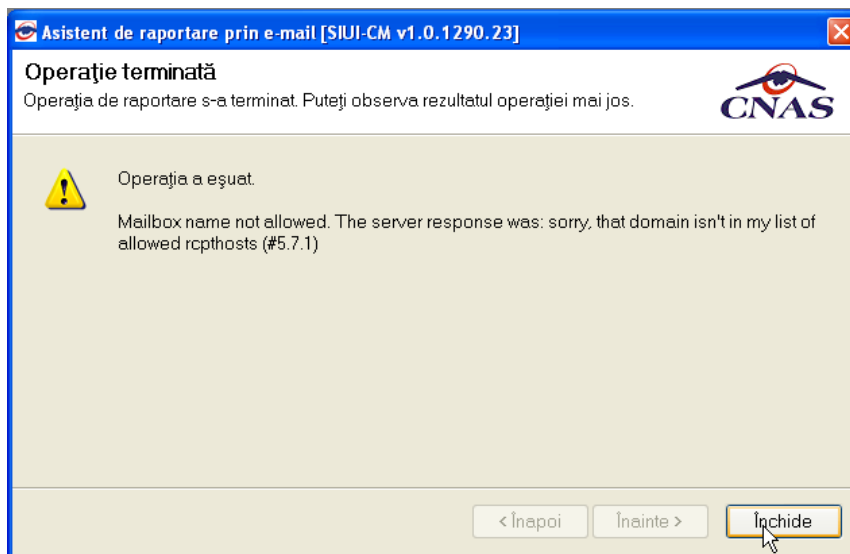 Asistent de raportare prin e-mail [SIUI-CM v1.0.1290.23]
Operaţie terminată
Operaţia de raportare s-a terminat. Puteţi observa rezultatul operaţiei mai jos.
CNAS
Operaţia a eşuat.
Mailbox name not allowed. The server response was: sorry, that domain isn't in my list of
allowed rcpthosts (#5.7.1)
< Înapoi
Înainte >
Închide